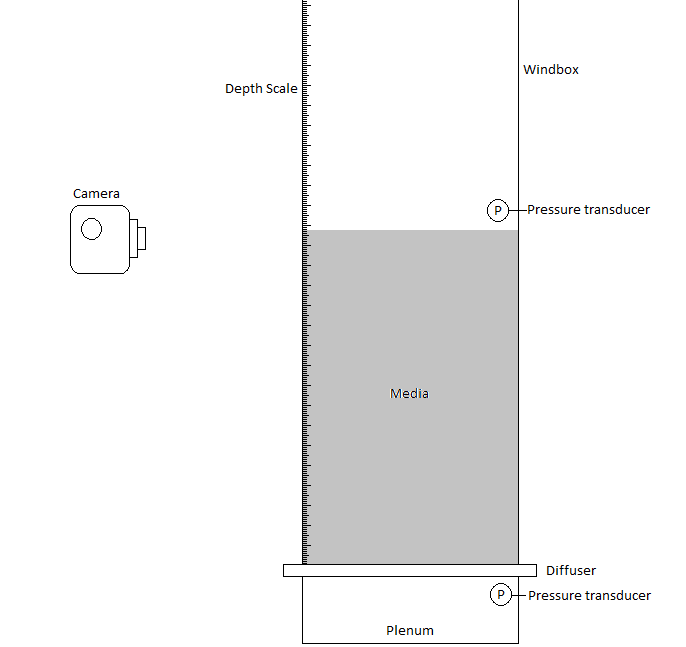 Windbox
Depth Scale
Camera
P
Pressure transducer
Media
Diffuser
P
Pressure transducer
Plenum